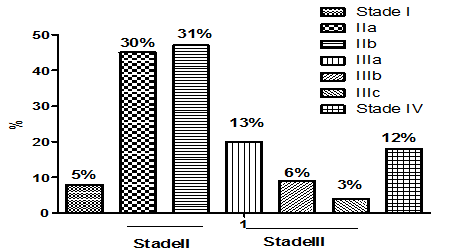 Stade I
IIa
IIb
IIIa
IIIb
IIIc
Stade IV
%
50
40
30
20
10
0
5%
30%
31%
13%
6%
3%
12%
1
StadeII
StadeIII